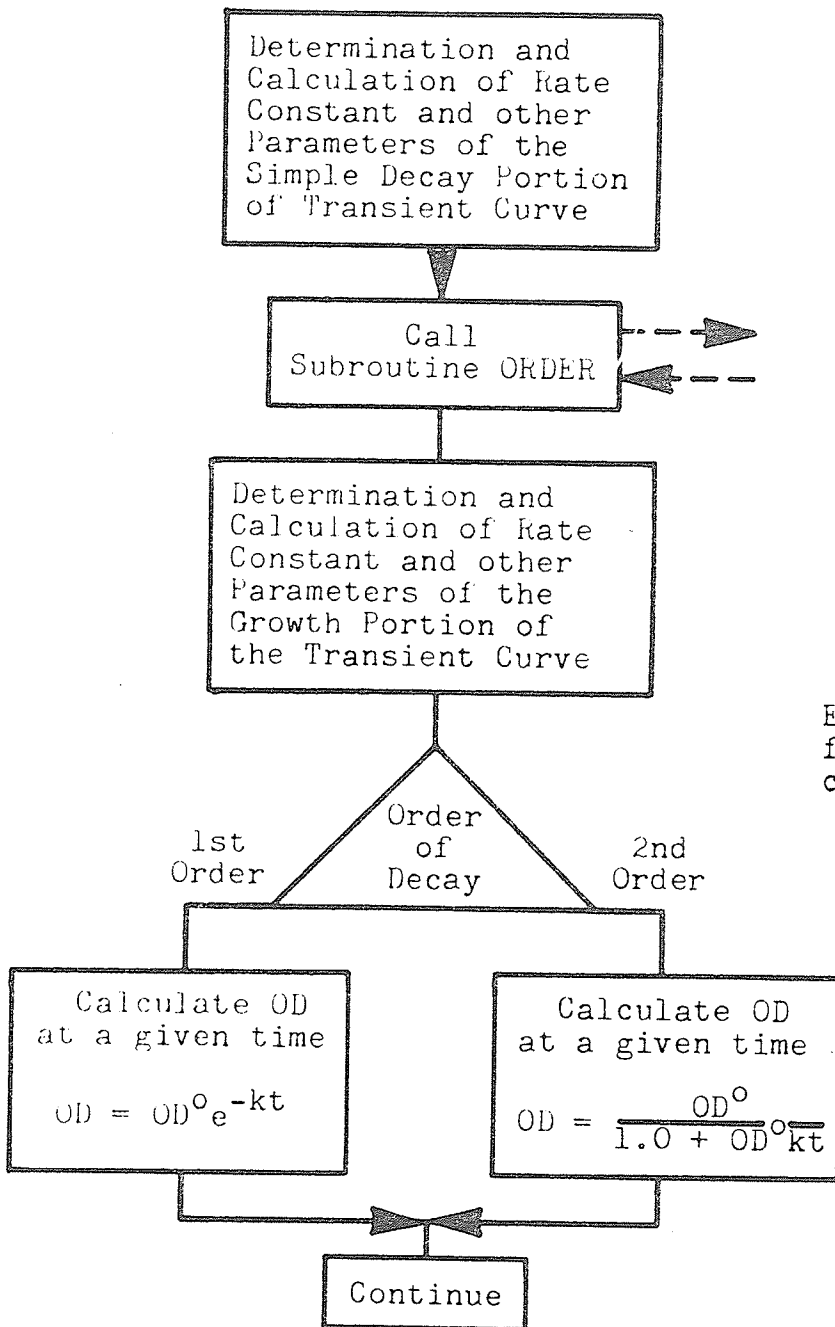 Determination and
Calculation of Rate
Constant and other
Parameters of the
Simple Decay Portion
of Transient Curve
Call
Subroutine ORDER
Determination and
Calculation of Rate
Constant and other
Parameters of the
Growth Portion of
the Transient Curve
1st
Order
Order
of
Decay
2nd
Order
Calculate OD
at a given time
OD = OD°e^-kt
Calculate OD
at a given time
OD = OD° / 1.0 + OD°kt
Continue